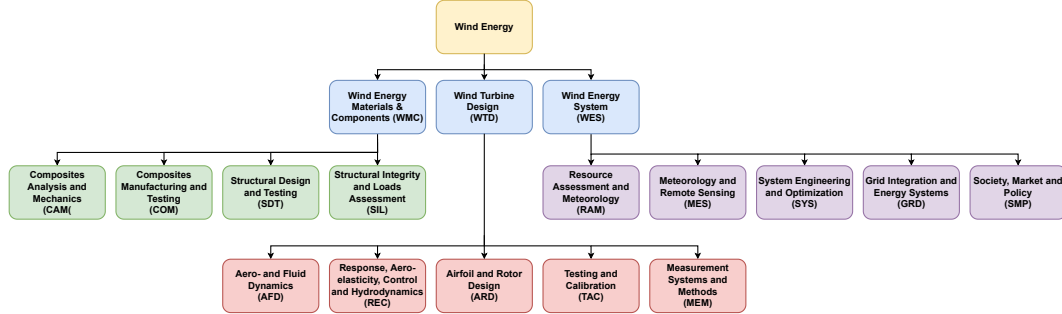 Wind Energy
Wind Energy
Materials &
Components (WMC)
Wind Turbine
Design
(WTD)
Wind Energy
System
(WES)
Composites
Analysis and
Mechanics
(CAM(
Composites
Manufacturing and
Testing
(COM)
Structural Design
and Testing
(SDT)
Structural Integrity
and Loads
Assessment
(SIL)
Resource
Assessment and
Meteorology
(RAM)
Meteorology and
Remote Sensing
(MES)
System Engineering
and Optimization
(SYS)
Grid Integration and
Energy Systems
(GRD)
Society, Market and
Policy
(SMP)
Aero- and Fluid
Dynamics
(AFD)
Response, Aero-
elasticity, Control
and Hydrodynamics
(REC)
Airfoil and Rotor
Design
(ARD)
Testing and
Calibration
(TAC)
Measurement
Systems and
Methods
(MEM)